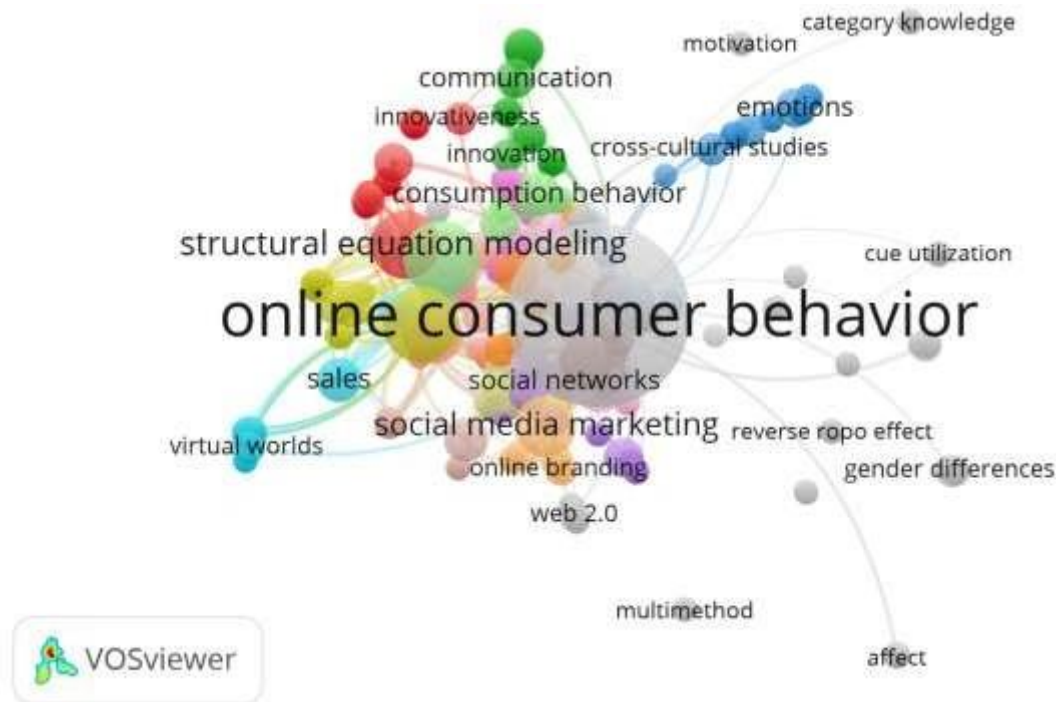 category knowledge
motivation
communication
emotions
innovativeness
cross-cultural studies
innovation
consumption behavior
structural equation modeling
cue utilization
online consumer behavior
sales
social networks
social media marketing
reverse ropo effect
virtual worlds
online branding
gender differences
web 2.0
multimethod
affect
VOSviewer